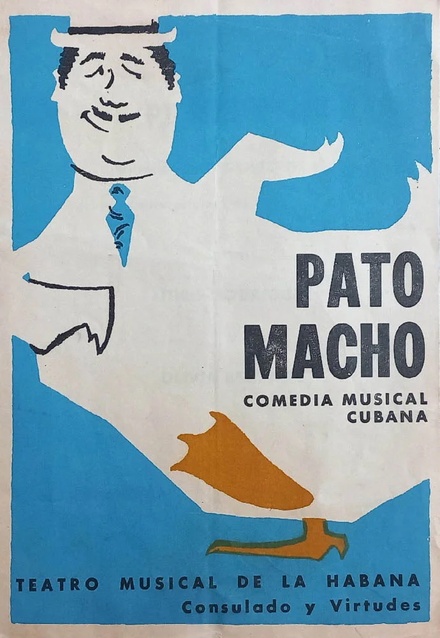 PATO
MACHO
COMEDIA MUSICAL
CUBANA
TEATRO MUSICAL DE LA HABANA
Consulado y Virtudes